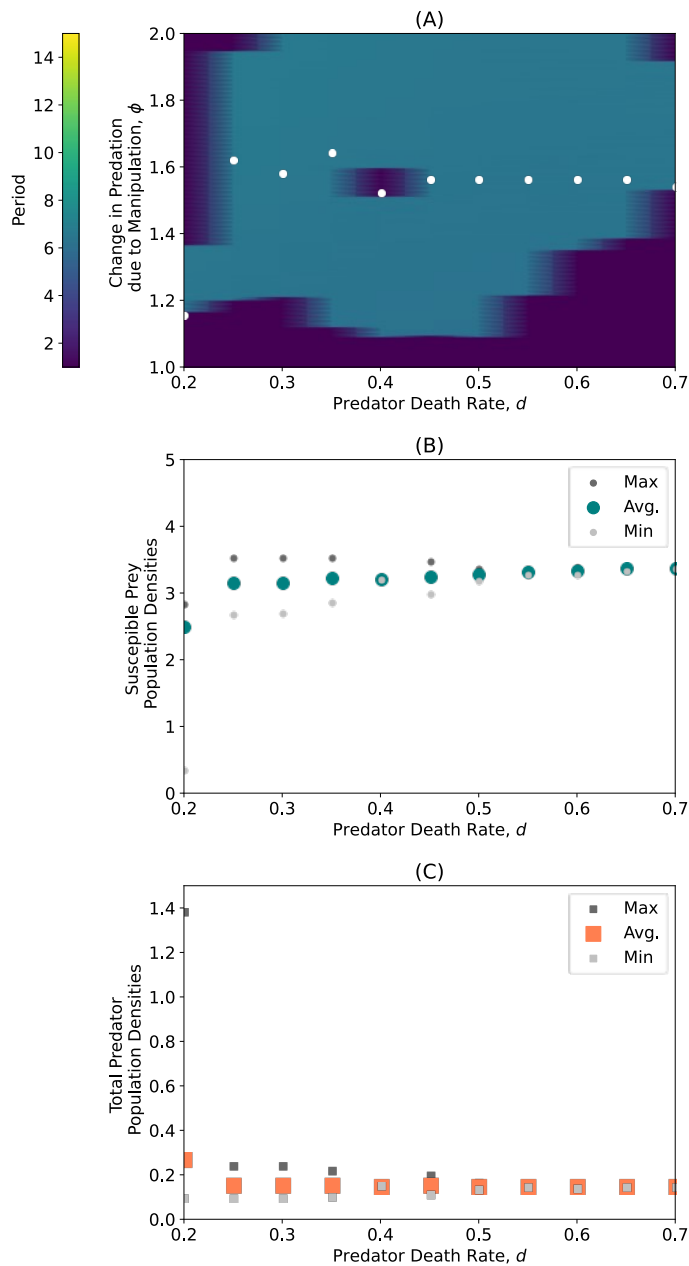 (A)
14
12
10
8
6
4
2
Period
2.0
1.8
1.6
1.4
1.2
1.0
Change in Predation
due to Manipulation, ϕ
0.2 0.3 0.4 0.5 0.6 0.7
Predator Death Rate, d
(B)
5
4
3
2
1
0
Suscepible Prey
Population Densities
Max
Avg.
Min
0.2 0.3 0.4 0.5 0.6 0.7
Predator Death Rate, d
(C)
1.4
1.2
1.0
0.8
0.6
0.4
0.2
0.0
Total Predator
Population Densities
Max
Avg.
Min
0.2 0.3 0.4 0.5 0.6 0.7
Predator Death Rate, d